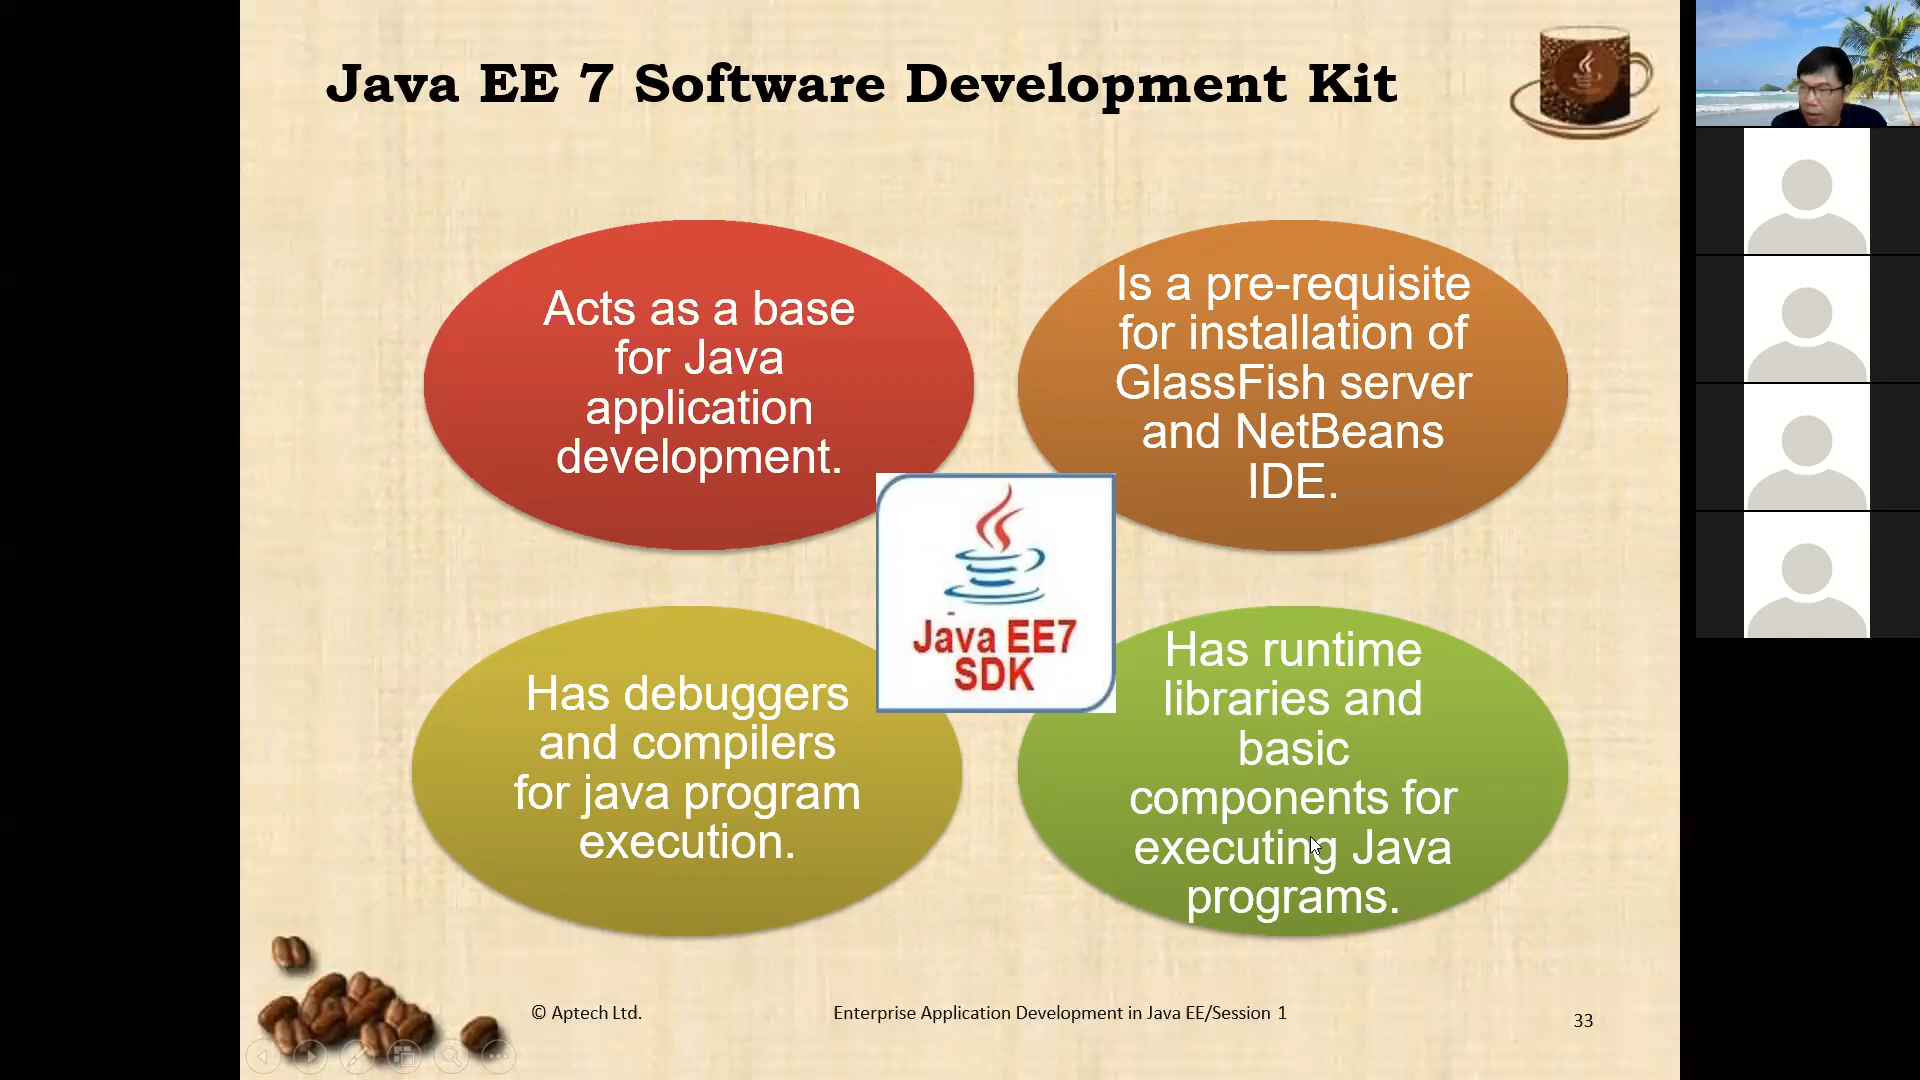 Java EE 7 Software Development Kit
Acts as a base
for Java
application
development.
Is a pre-requisite
for installation of
GlassFish server
and NetBeans
IDE.
Java EE7
SDK
Has debuggers
and compilers
for java program
execution.
Has runtime
libraries and
basic
components for
executing Java
programs.
© Aptech Ltd.
Enterprise Application Development in Java EE/Session 1
33